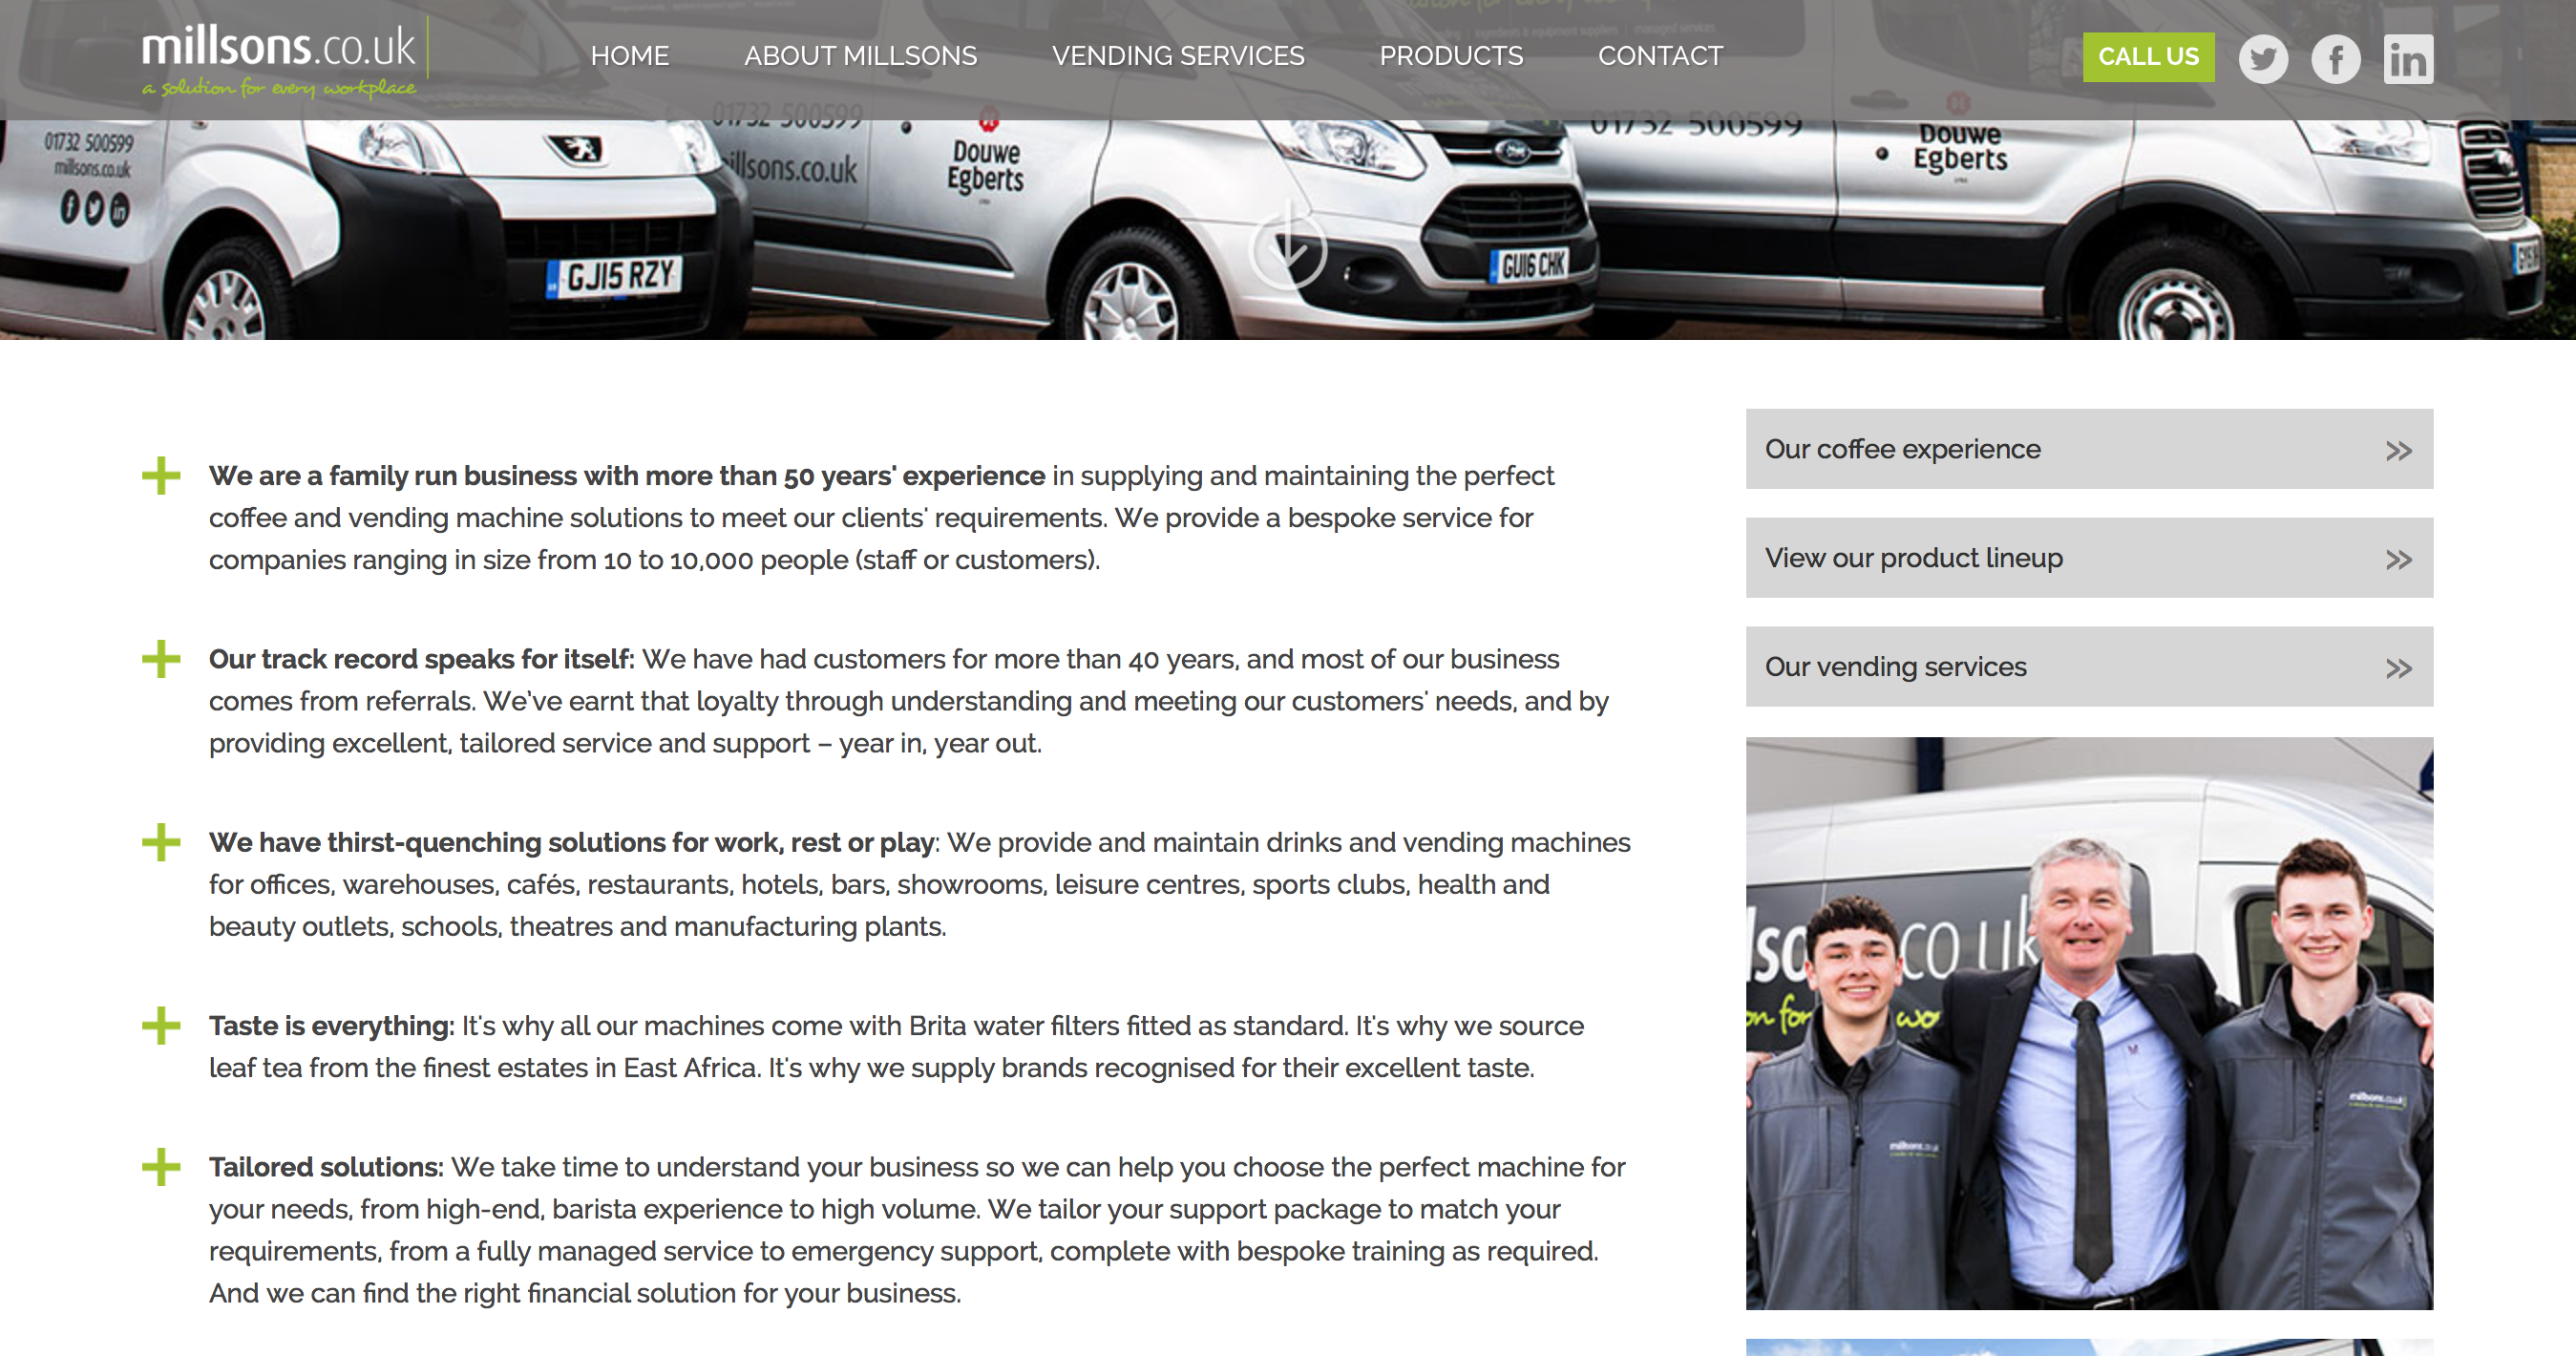 millsons.co.uk
a solution for every workplace
HOME
ABOUT MILLSONS
VENDING SERVICES
PRODUCTS
CONTACT
CALL US
in
01732 500599
millsons.co.uk
GJ15 RZY
01732 500599
illsons.co.uk
Douwe
Egberts
GU16 CHK
01732 500599
Douwe
Egberts
We are a family run business with more than 50 years' experience in supplying and maintaining the perfect
coffee and vending machine solutions to meet our clients' requirements. We provide a bespoke service for
companies ranging in size from 10 to 10,000 people (staff or customers).
Our track record speaks for itself: We have had customers for more than 40 years, and most of our business
comes from referrals. We've earnt that loyalty through understanding and meeting our customers' needs, and by
providing excellent, tailored service and support – year in, year out.
We have thirst-quenching solutions for work, rest or play: We provide and maintain drinks and vending machines
for offices, warehouses, cafés, restaurants, hotels, bars, showrooms, leisure centres, sports clubs, health and
beauty outlets, schools, theatres and manufacturing plants.
Taste is everything: It's why all our machines come with Brita water filters fitted as standard. It's why we source
leaf tea from the finest estates in East Africa. It's why we supply brands recognised for their excellent taste.
Tailored solutions: We take time to understand your business so we can help you choose the perfect machine for
your needs, from high-end, barista experience to high volume. We tailor your support package to match your
requirements, from a fully managed service to emergency support, complete with bespoke training as required.
And we can find the right financial solution for your business.
Our coffee experience
View our product lineup
Our vending services
lso co uk
on for wo
millsons.co.uk
millsons.co.uk